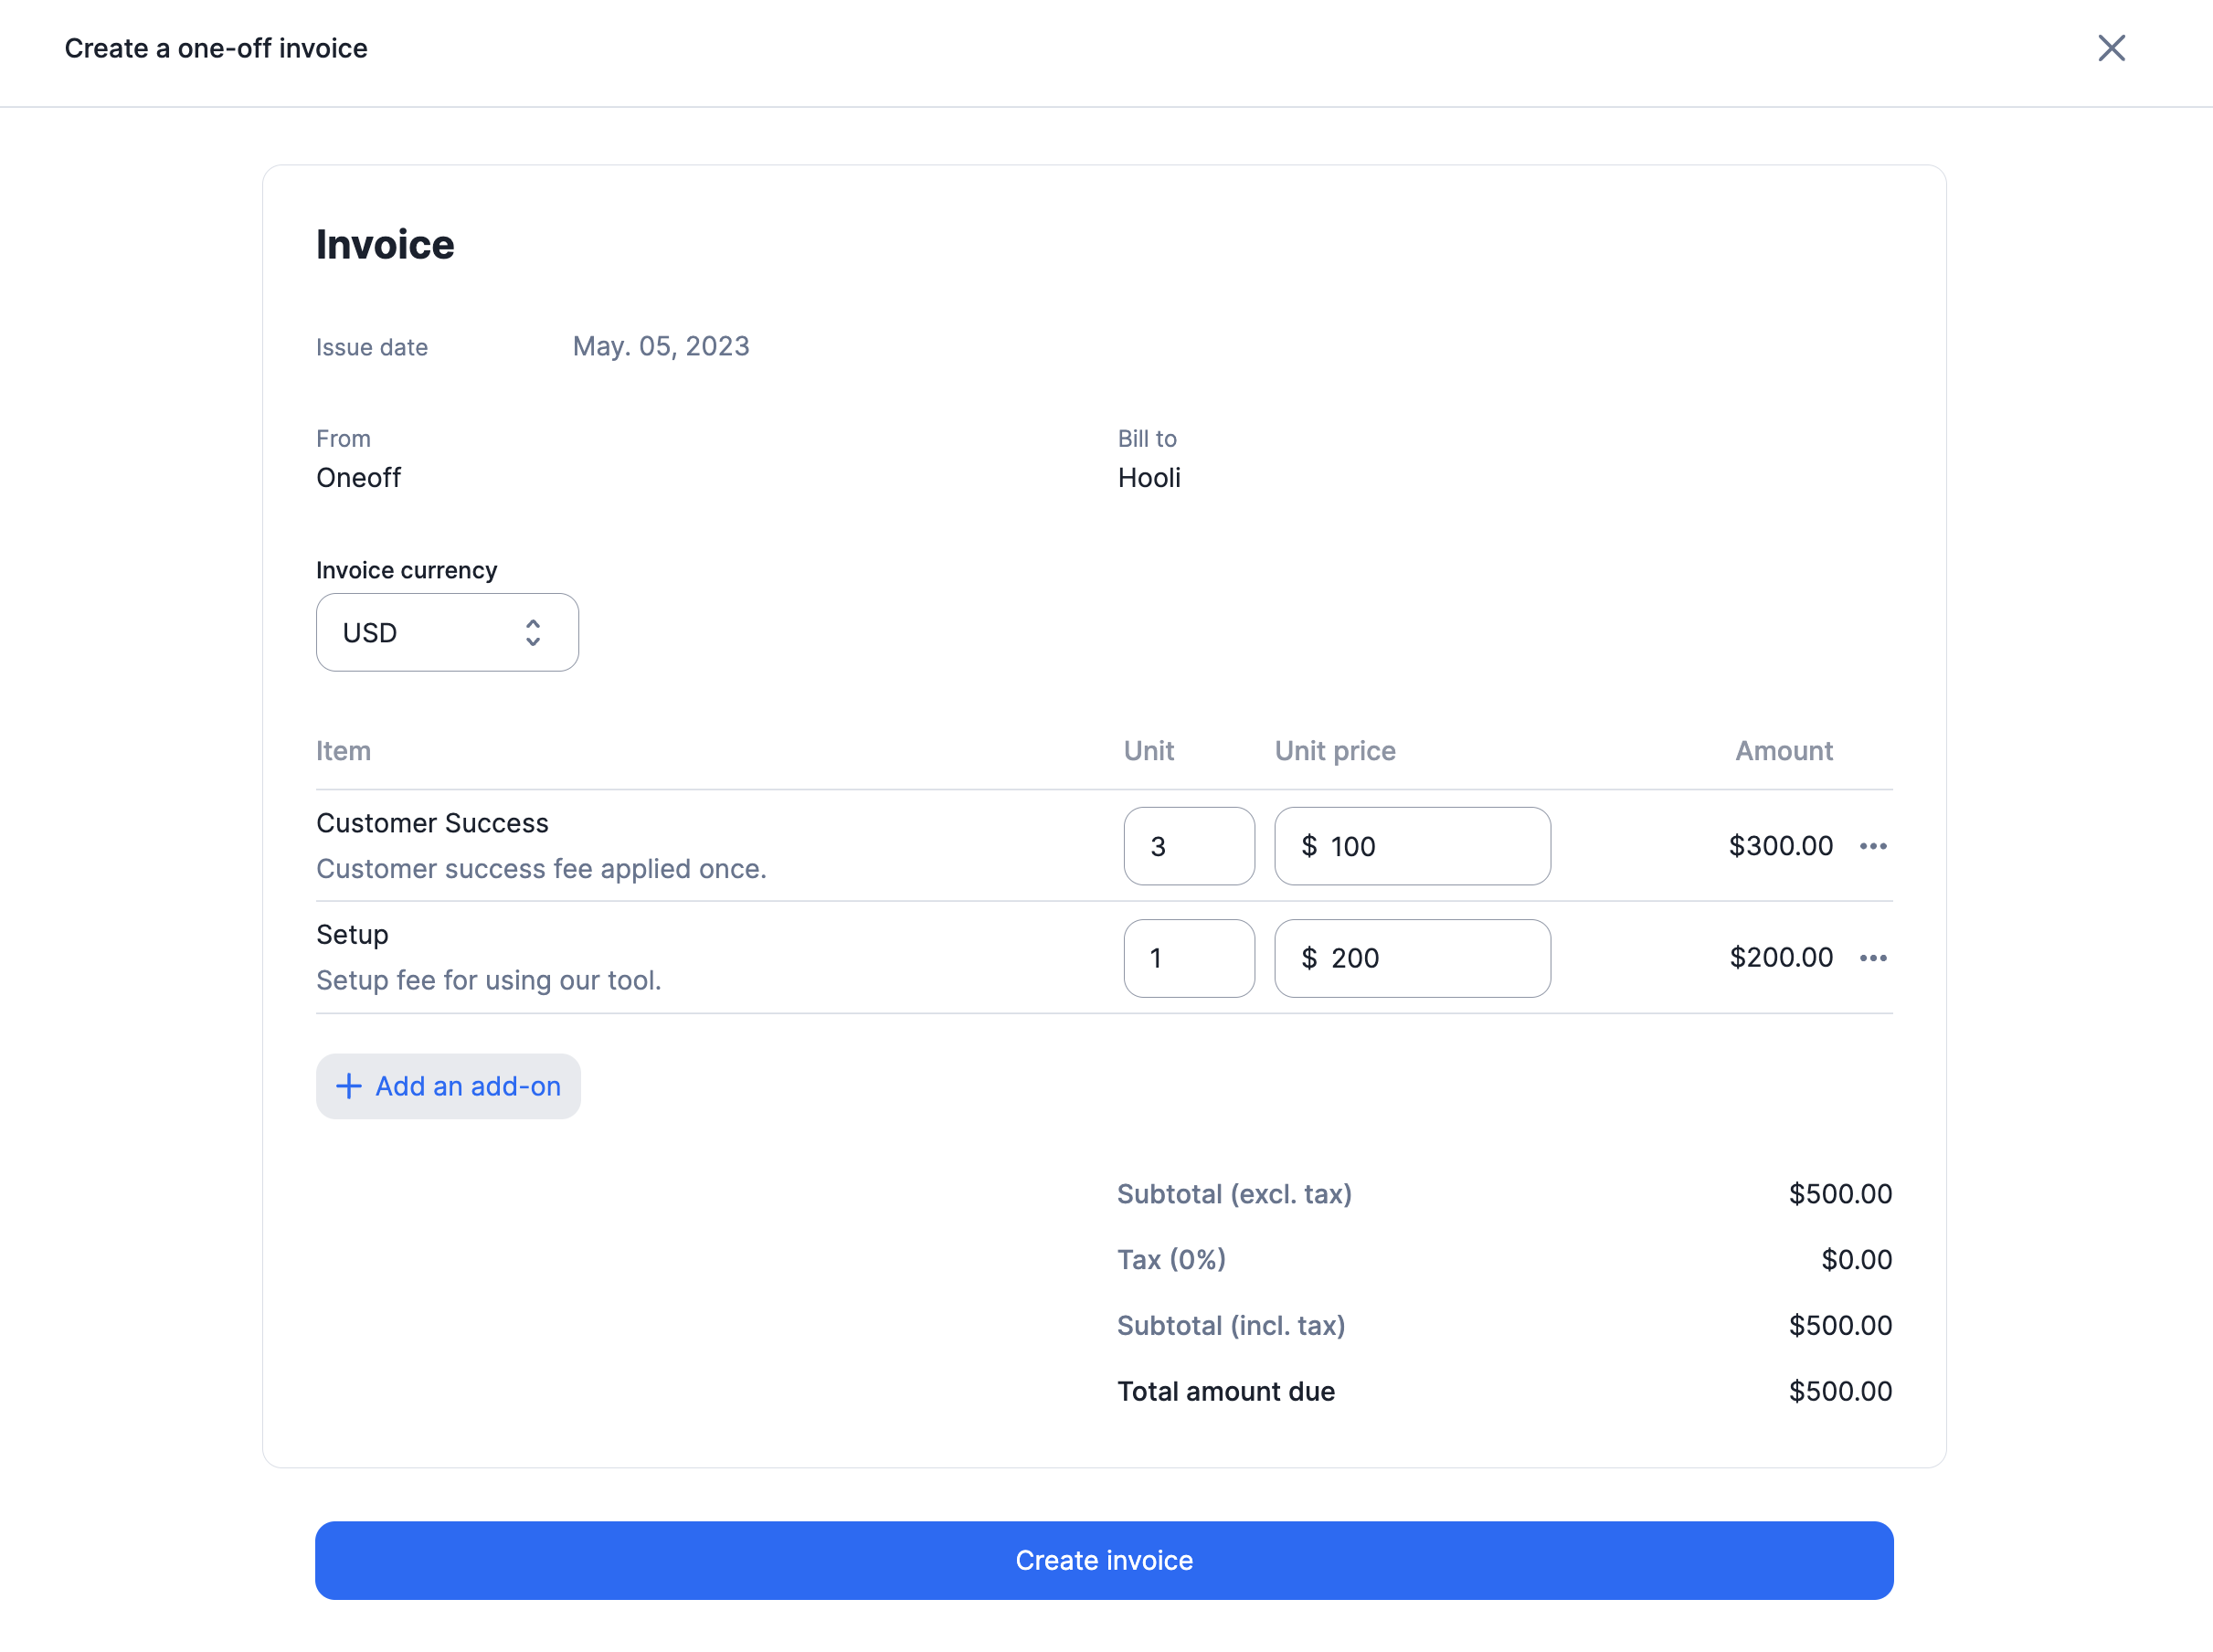 Create a one-off invoice
Invoice
Issue date May. 05, 2023
From Bill to
Oneoff Hooli
Invoice currency
USD
Item Unit Unit price Amount
Customer Success 3 $ 100 $300.00
Customer success fee applied once.
Setup 1 $ 200 $200.00
Setup fee for using our tool.
Add an add-on
Subtotal (excl. tax) $500.00
Tax (0%) $0.00
Subtotal (incl. tax) $500.00
Total amount due $500.00
Create invoice